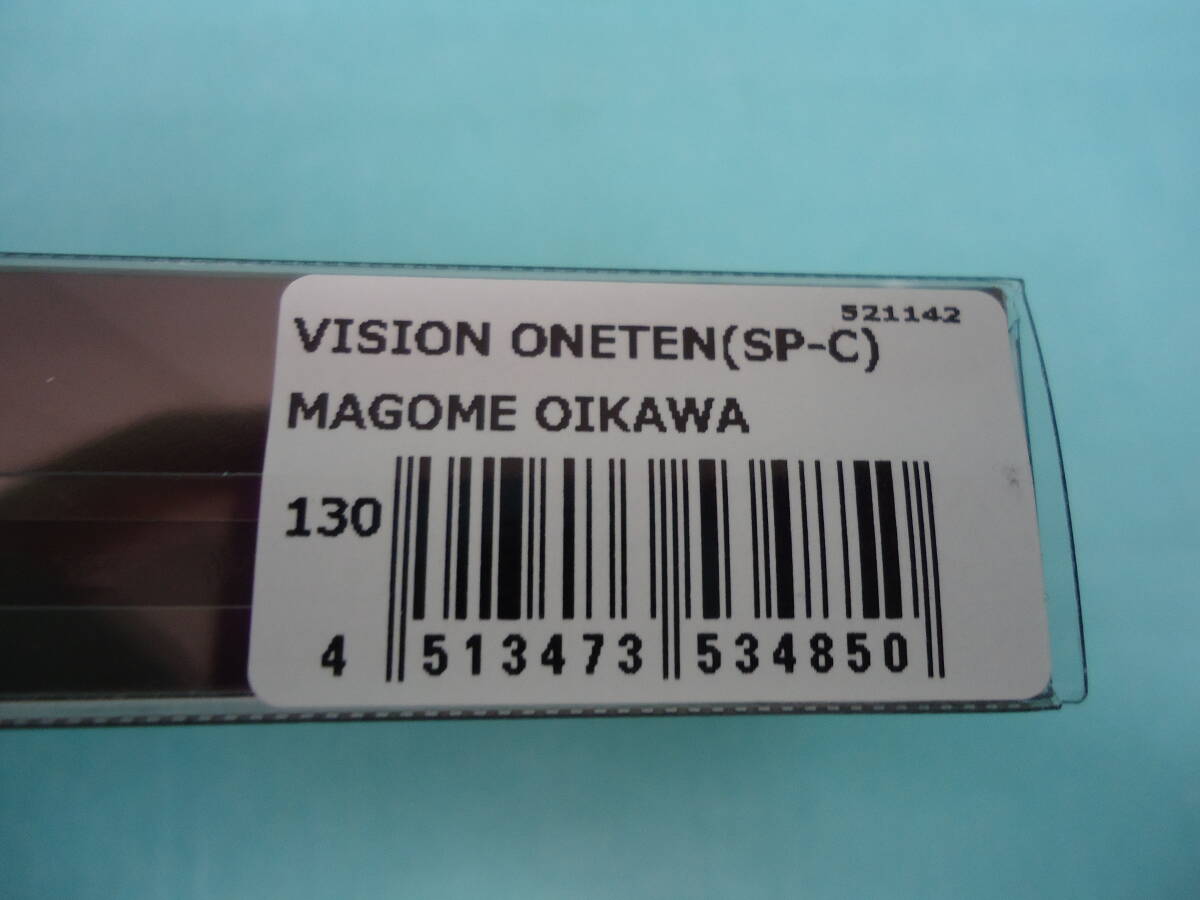 521142
VISION ONETEN(SP-C)
MAGOME OIKAWA
130
4 513473 534850